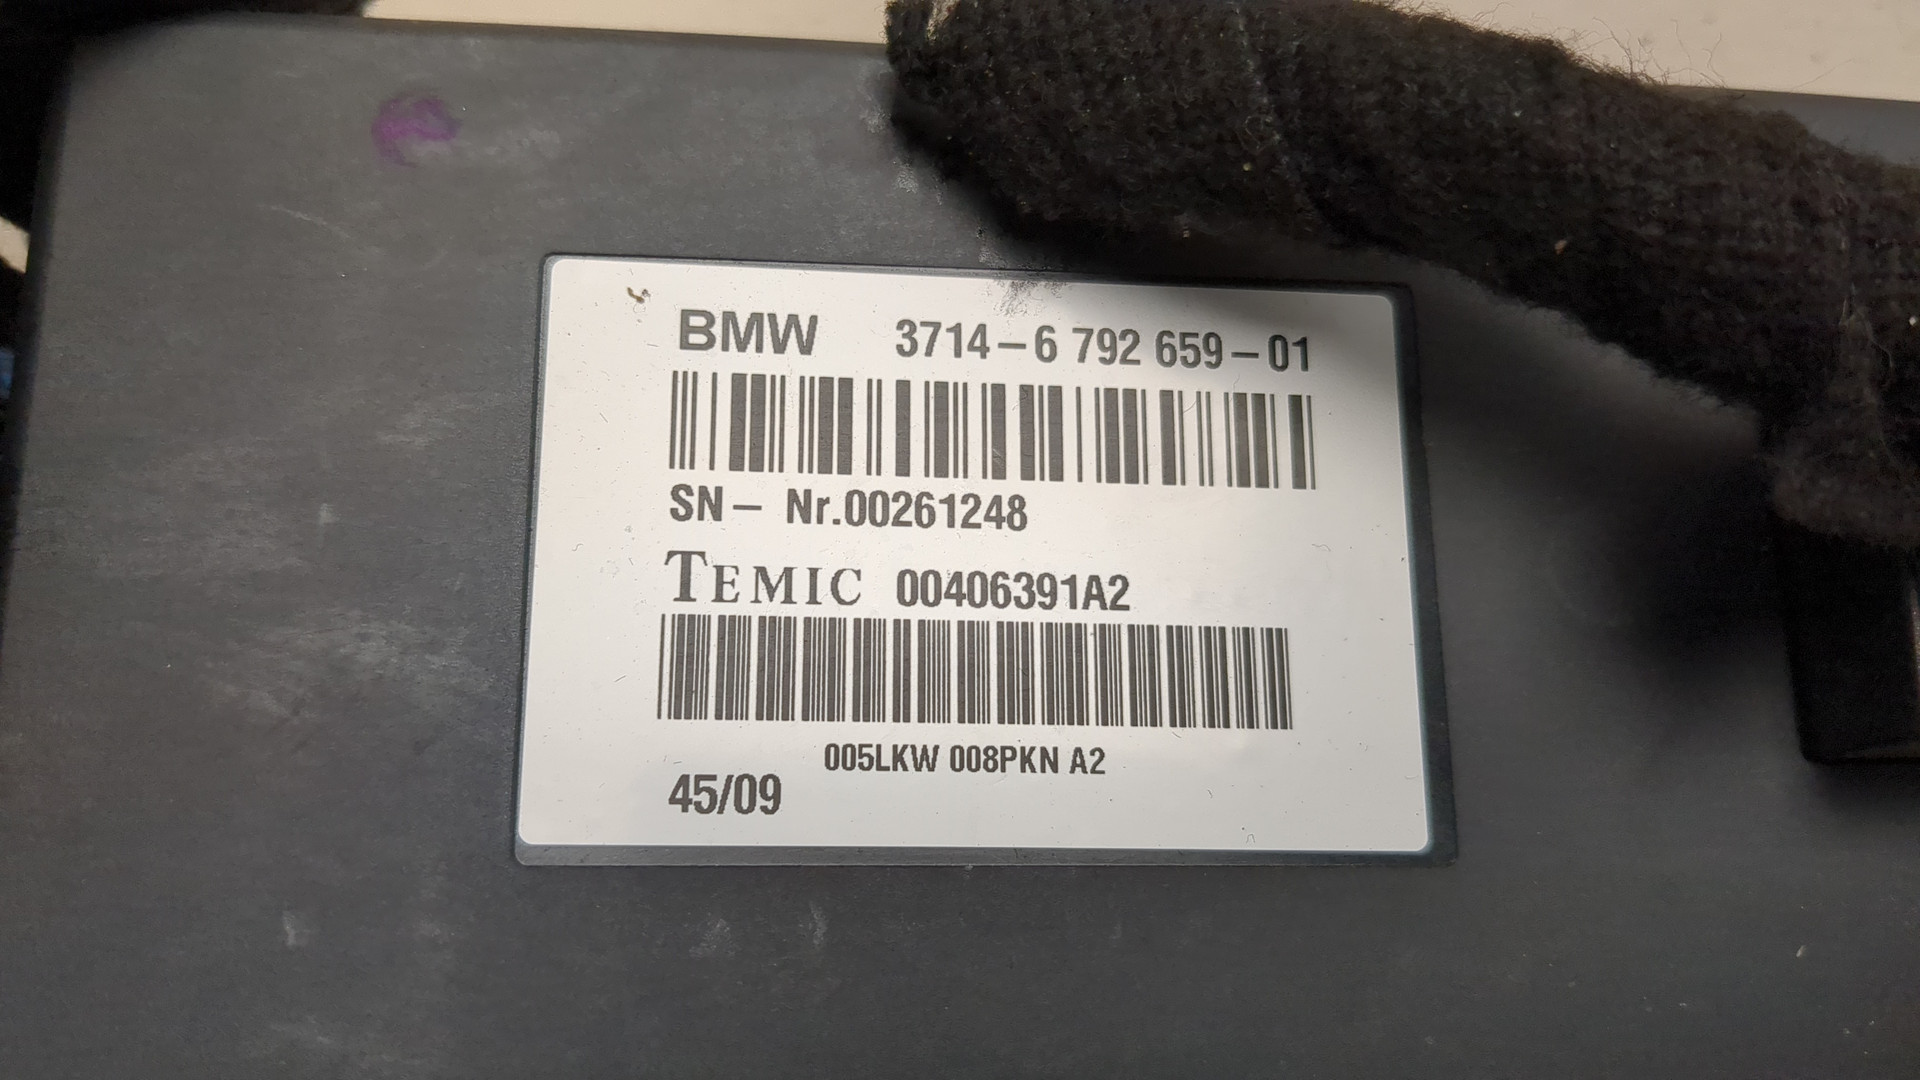 BMW 3714-6 792 659-01
SN- Nr.00261248
TEMIC 00406391A2
005LKW 008PKN A2
45/09